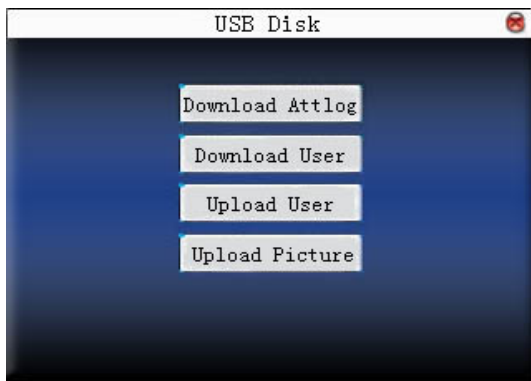 USB Disk
Download Attlog
Download User
Upload User
Upload Picture